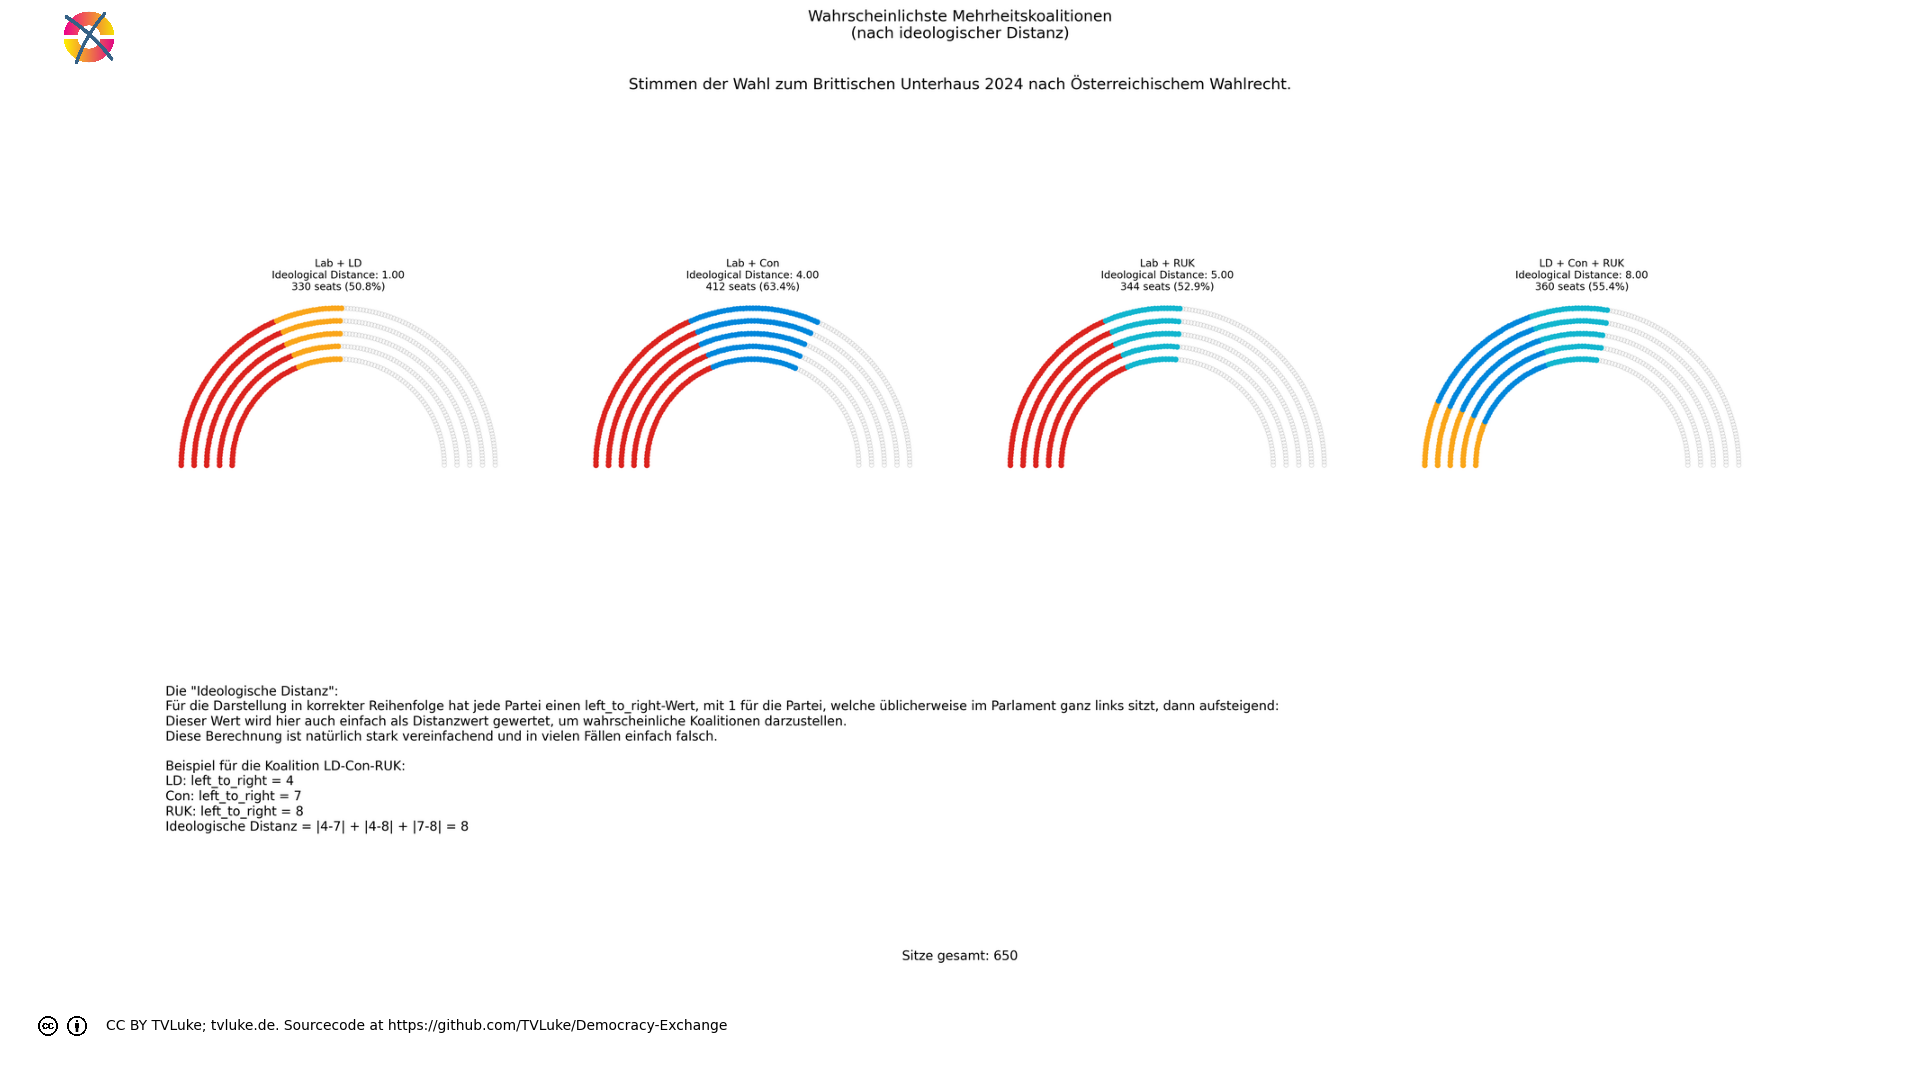 Wahrscheinlichste Mehrheitskoalitionen
(nach ideologischer Distanz)
Stimmen der Wahl zum Brittischen Unterhaus 2024 nach Österreichischem Wahlrecht.
Lab + LD
Ideological Distance: 1.00
330 seats (50.8%)
Lab + Con
Ideological Distance: 4.00
412 seats (63.4%)
Lab + RUK
Ideological Distance: 5.00
344 seats (52.9%)
LD + Con + RUK
Ideological Distance: 8.00
360 seats (55.4%)
Die "Ideologische Distanz":
Für die Darstellung in korrekter Reihenfolge hat jede Partei einen left_to_right-Wert, mit 1 für die Partei, welche üblicherweise im Parlament ganz links sitzt, dann aufsteigend:
Dieser Wert wird hier auch einfach als Distanzwert gewertet, um wahrscheinliche Koalitionen darzustellen.
Diese Berechnung ist natürlich stark vereinfachend und in vielen Fällen einfach falsch.
Beispiel für die Koalition LD-Con-RUK:
LD: left_to_right = 4
Con: left_to_right = 7
RUK: left_to_right = 8
Ideologische Distanz = |4-7| + |4-8| + |7-8| = 8
Sitze gesamt: 650
cc CC BY TVLuke; tvluke.de. Sourcecode at https://github.com/TVLuke/Democracy-Exchange